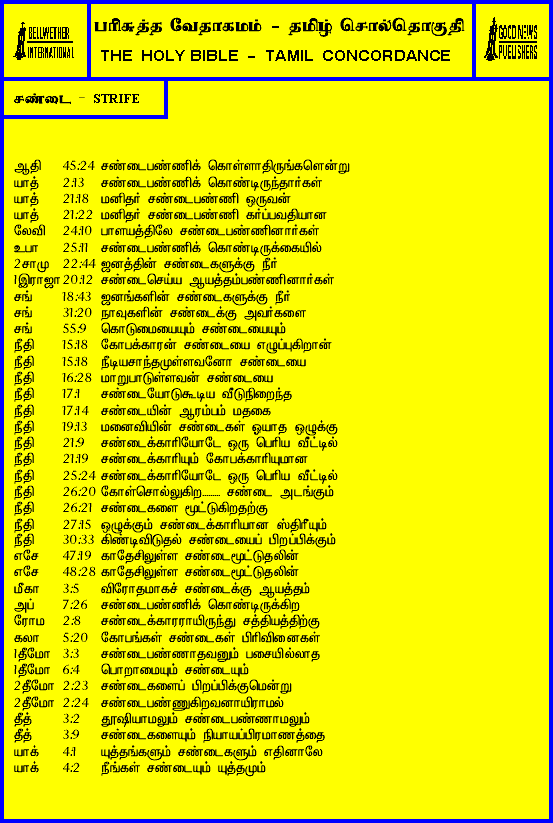 BELLWETHER
INTERNATIONAL
பரிசுத்த வேதாகமம் - தமிழ் சொல்தொகுதி
THE HOLY BIBLE - TAMIL CONCORDANCE
GOOD NEWS
PUBLISHERS
சண்டை - STRIFE
ஆதி 45:24 சண்டைபண்ணிக் கொள்ளாதிருங்களென்று
யாத் 2:13 சண்டைபண்ணிக் கொண்டிருந்தார்கள்
யாத் 21:18 மனிதர் சண்டைபண்ணி ஒருவன்
யாத் 21:22 மனிதர் சண்டைபண்ணி கர்ப்பவதியான
லேவி 24:10 பாளயத்திலே சண்டைபண்ணினார்கள்
உபா 25:11 சண்டைபண்ணிக் கொண்டிருக்கையில்
2சாமு 22:44 ஜனத்தின் சண்டைகளுக்கு நீர்
1இராஜா 20:12 சண்டைசெய்ய ஆயத்தம்பண்ணினார்கள்
சங் 18:43 ஜனங்களின் சண்டைகளுக்கு நீர்
சங் 31:20 நாவுகளின் சண்டைக்கு அவர்களை
சங் 55:9 கொடுமையையும் சண்டையையும்
நீதி 15:18 கோபக்காரன் சண்டையை எழுப்புகிறான்
நீதி 15:18 நீடியசாந்தமுள்ளவனோ சண்டையை
நீதி 16:28 மாறுபாடுள்ளவன் சண்டையை
நீதி 17:1 சண்டையோடுகூடிய வீடுநிறைந்த
நீதி 17:14 சண்டையின் ஆரம்பம் மதகை
நீதி 19:13 மனைவியின் சண்டைகள் ஓயாத ஒழுக்கு
நீதி 21:9 சண்டைக்காரியோடே ஒரு பெரிய வீட்டில்
நீதி 21:19 சண்டைக்காரியும் கோபக்காரியுமான
நீதி 25:24 சண்டைக்காரியோடே ஒரு பெரிய வீட்டில்
நீதி 26:20 கோள்சொல்லுகிற......... சண்டை அடங்கும்
நீதி 26:21 சண்டைகளை மூட்டுகிறதற்கு
நீதி 27:15 ஒழுக்கும் சண்டைக்காரியான ஸ்திரீயும்
நீதி 30:33 கிண்டிவிடுதல் சண்டையைப் பிறப்பிக்கும்
எசே 47:19 காதேசிலுள்ள சண்டைமூட்டுதலின்
எசே 48:28 காதேசிலுள்ள சண்டைமூட்டுதலின்
மீகா 3:5 விரோதமாகச் சண்டைக்கு ஆயத்தம்
அப் 7:26 சண்டைபண்ணிக் கொண்டிருக்கிற
ரோம 2:8 சண்டைக்காரராயிருந்து சத்தியத்திற்கு
கலா 5:20 கோபங்கள் சண்டைகள் பிரிவினைகள்
1தீமோ 3:3 சண்டைபண்ணாதவனும் பசையில்லாத
1தீமோ 6:4 பொறாமையும் சண்டையும்
2தீமோ 2:23 சண்டைகளைப் பிறப்பிக்குமென்று
2தீமோ 2:24 சண்டைபண்ணுகிறவனாயிராமல்
தீத் 3:2 தூஷியாமலும் சண்டைபண்ணாமலும்
தீத் 3:9 சண்டைகளையும் நியாயப்பிரமாணத்தை
யாக் 4:1 யுத்தங்களும் சண்டைகளும் எதினாலே
யாக் 4:2 நீங்கள் சண்டையும் யுத்தமும்